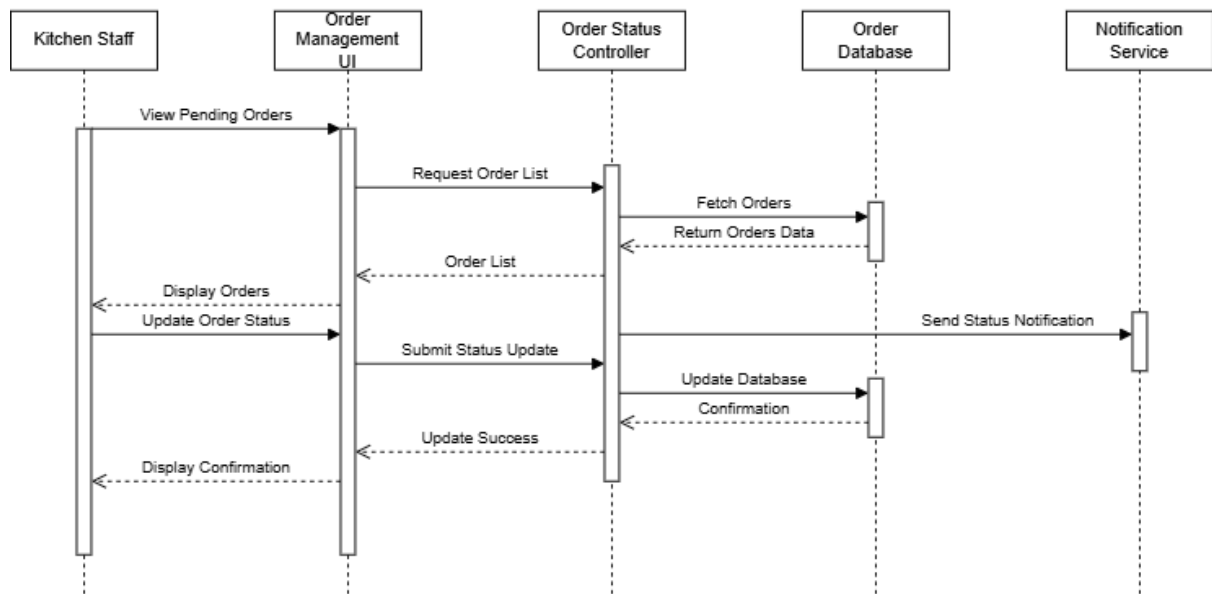 Kitchen Staff
Order
Management
UI
Order Status
Controller
Order
Database
Notification
Service
View Pending Orders
Request Order List
Fetch Orders
Return Orders Data
Order List
Display Orders
Update Order Status
Send Status Notification
Submit Status Update
Update Database
Confirmation
Update Success
Display Confirmation